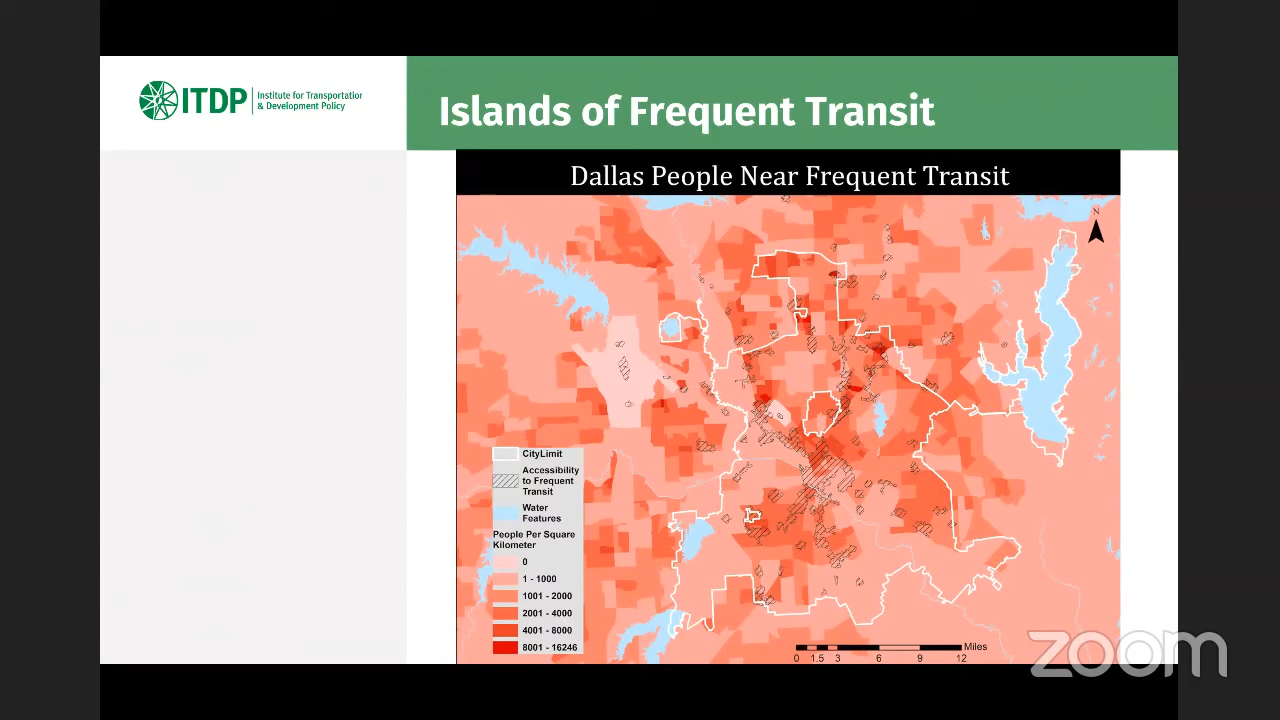 ITDP
Institute for Transportation
& Development Policy
Islands of Frequent Transit
Dallas People Near Frequent Transit
N
CityLimit
Accessibility
to Frequent
Transit
Water
Features
People Per Square
Kilometer
0
1 - 1000
1001 - 2000
2001 - 4000
4001 - 8000
8001 - 16246
Miles
0 1.5 3 6 9 12
zoom